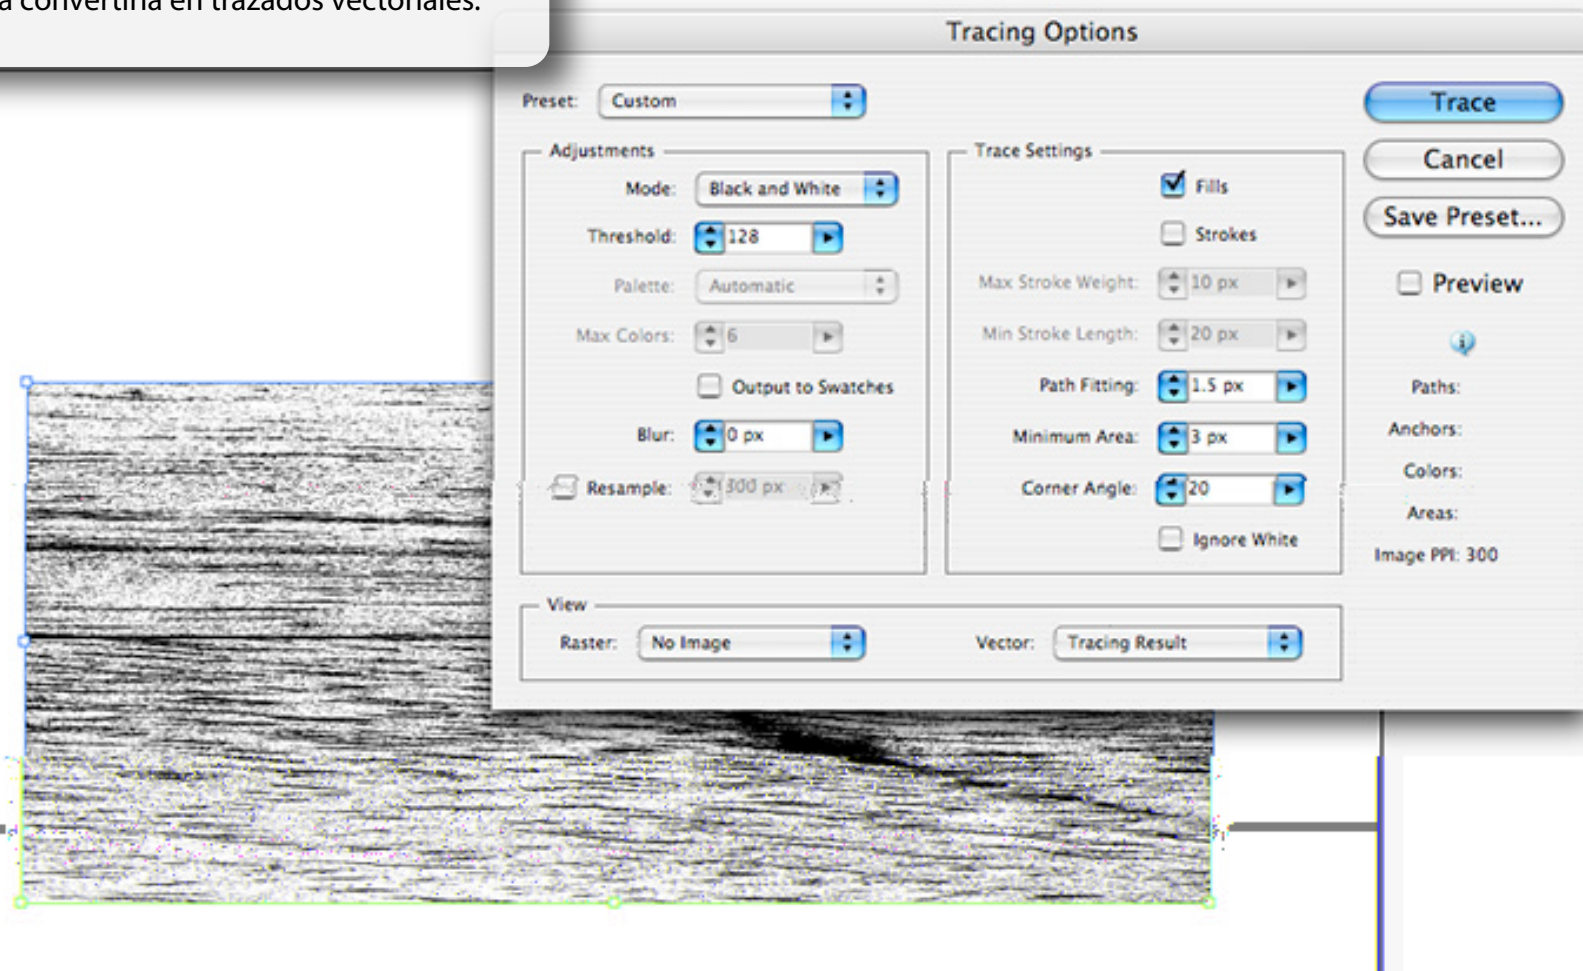 a convertirla en trazados vectoriales.
Tracing Options
Preset: Custom
Trace
Cancel
Save Preset...
Preview
Adjustments
Mode: Black and White
Threshold: 128
Palette: Automatic
Max Colors: 6
Output to Swatches
Blur: 0 px
Resample: 300 px
Trace Settings
Fills
Strokes
Max Stroke Weight: 10 px
Min Stroke Length: 20 px
Path Fitting: 1.5 px
Minimum Area: 3 px
Corner Angle: 20
Ignore White
Paths:
Anchors:
Colors:
Areas:
Image PPI: 300
View
Raster: No Image
Vector: Tracing Result